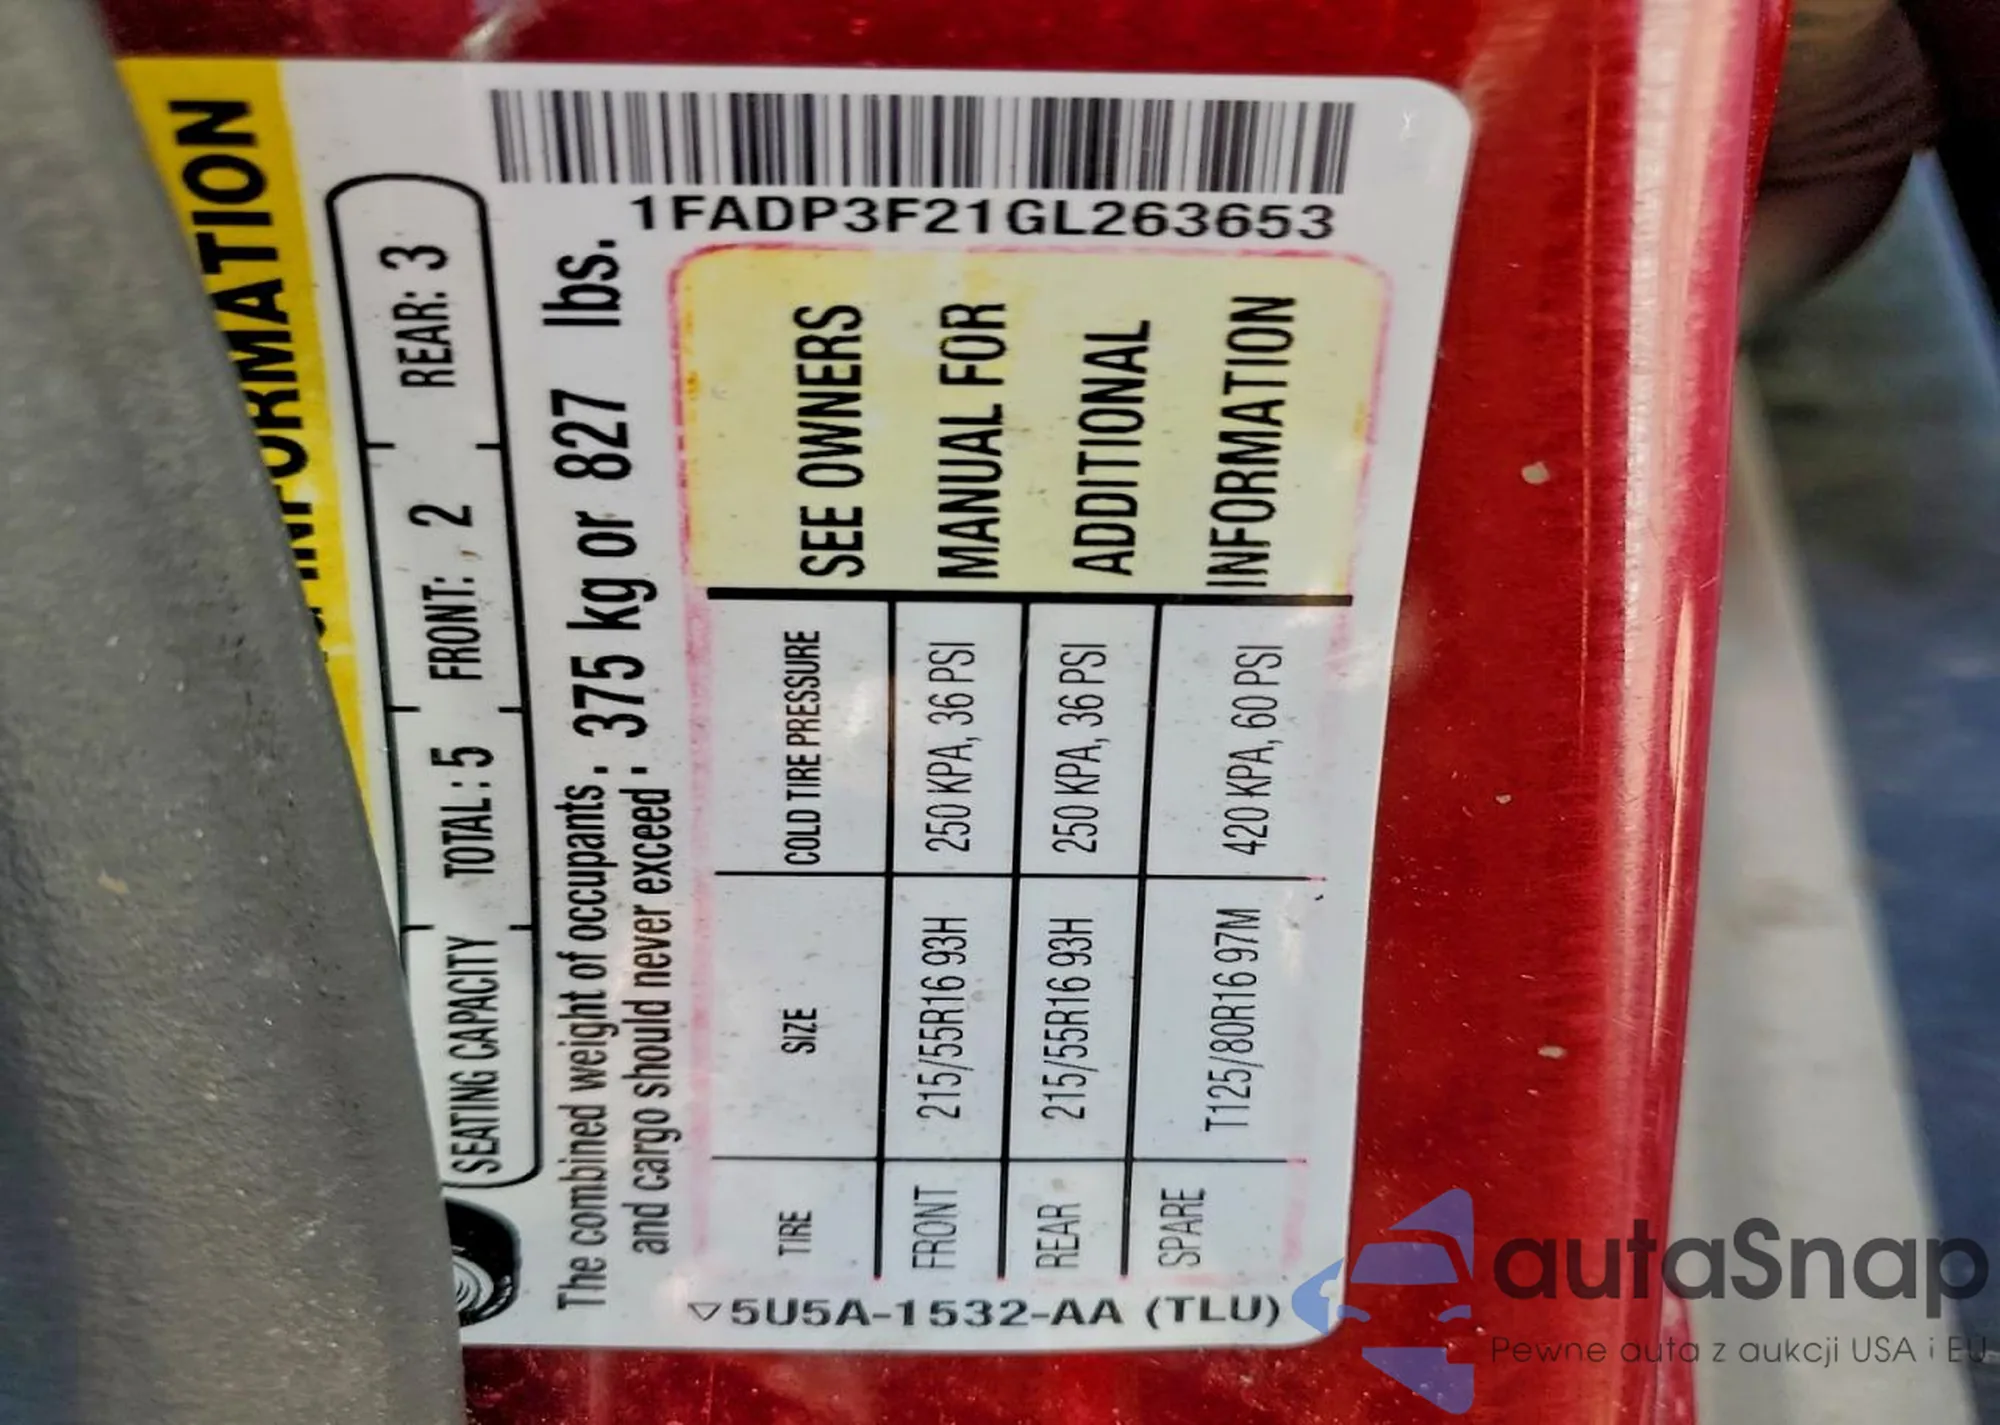 INFORMATION
SEATING CAPACITY TOTAL: 5 FRONT: 2 REAR: 3
The combined weight of occupants
and cargo should never exceed
375 kg or 827 lbs.
TIRE SIZE COLD TIRE PRESSURE
FRONT 215/55R16 93H 250 KPA, 36 PSI
REAR 215/55R16 93H 250 KPA, 36 PSI
SPARE T125/80R16 97M 420 KPA, 60 PSI
SEE OWNERS
MANUAL FOR
ADDITIONAL
INFORMATION
1FADP3F21GL263653
5U5A-1532-AA (TLU)
autaSnap
Pewne auta z aukcji USA i EU